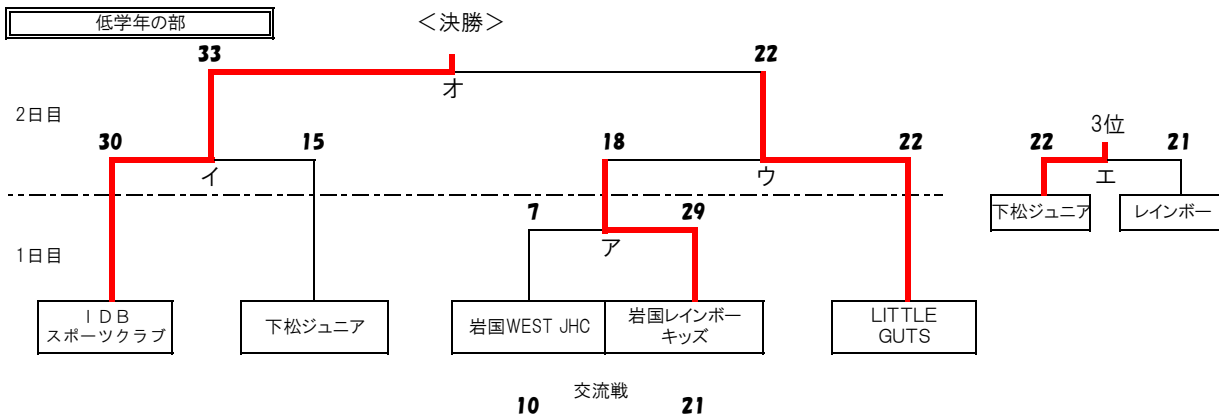 低学年の部
＜決勝＞
33
22
オ
2日目
30
15
18
22
イ
ウ
3位
22
21
エ
下松ジュニア
レインボー
7
29
ア
1日目
ＩＤＢ
スポーツクラブ
下松ジュニア
岩国WEST JHC
岩国レインボー
キッズ
LITTLE
GUTS
交流戦
10
21